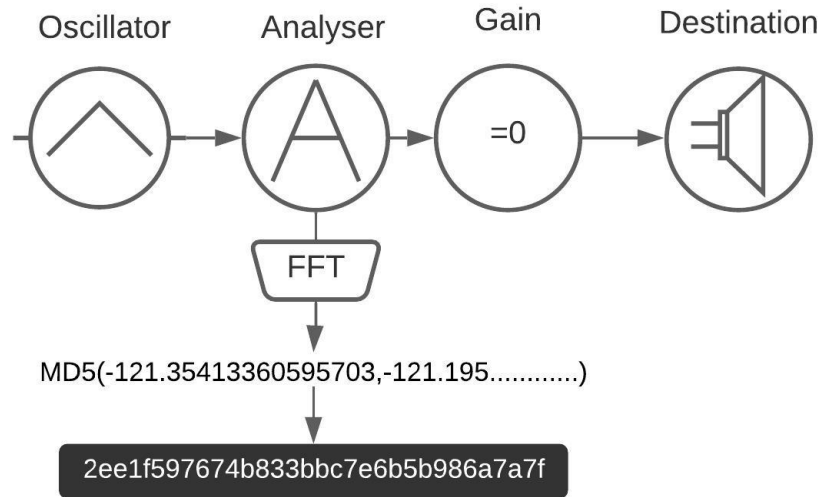 Oscillator
Analyser
Gain
Destination
A
=0
FFT
MD5(-121.35413360595703,-121.195............)
2ee1f597674b833bbc7e6b5b986a7a7f